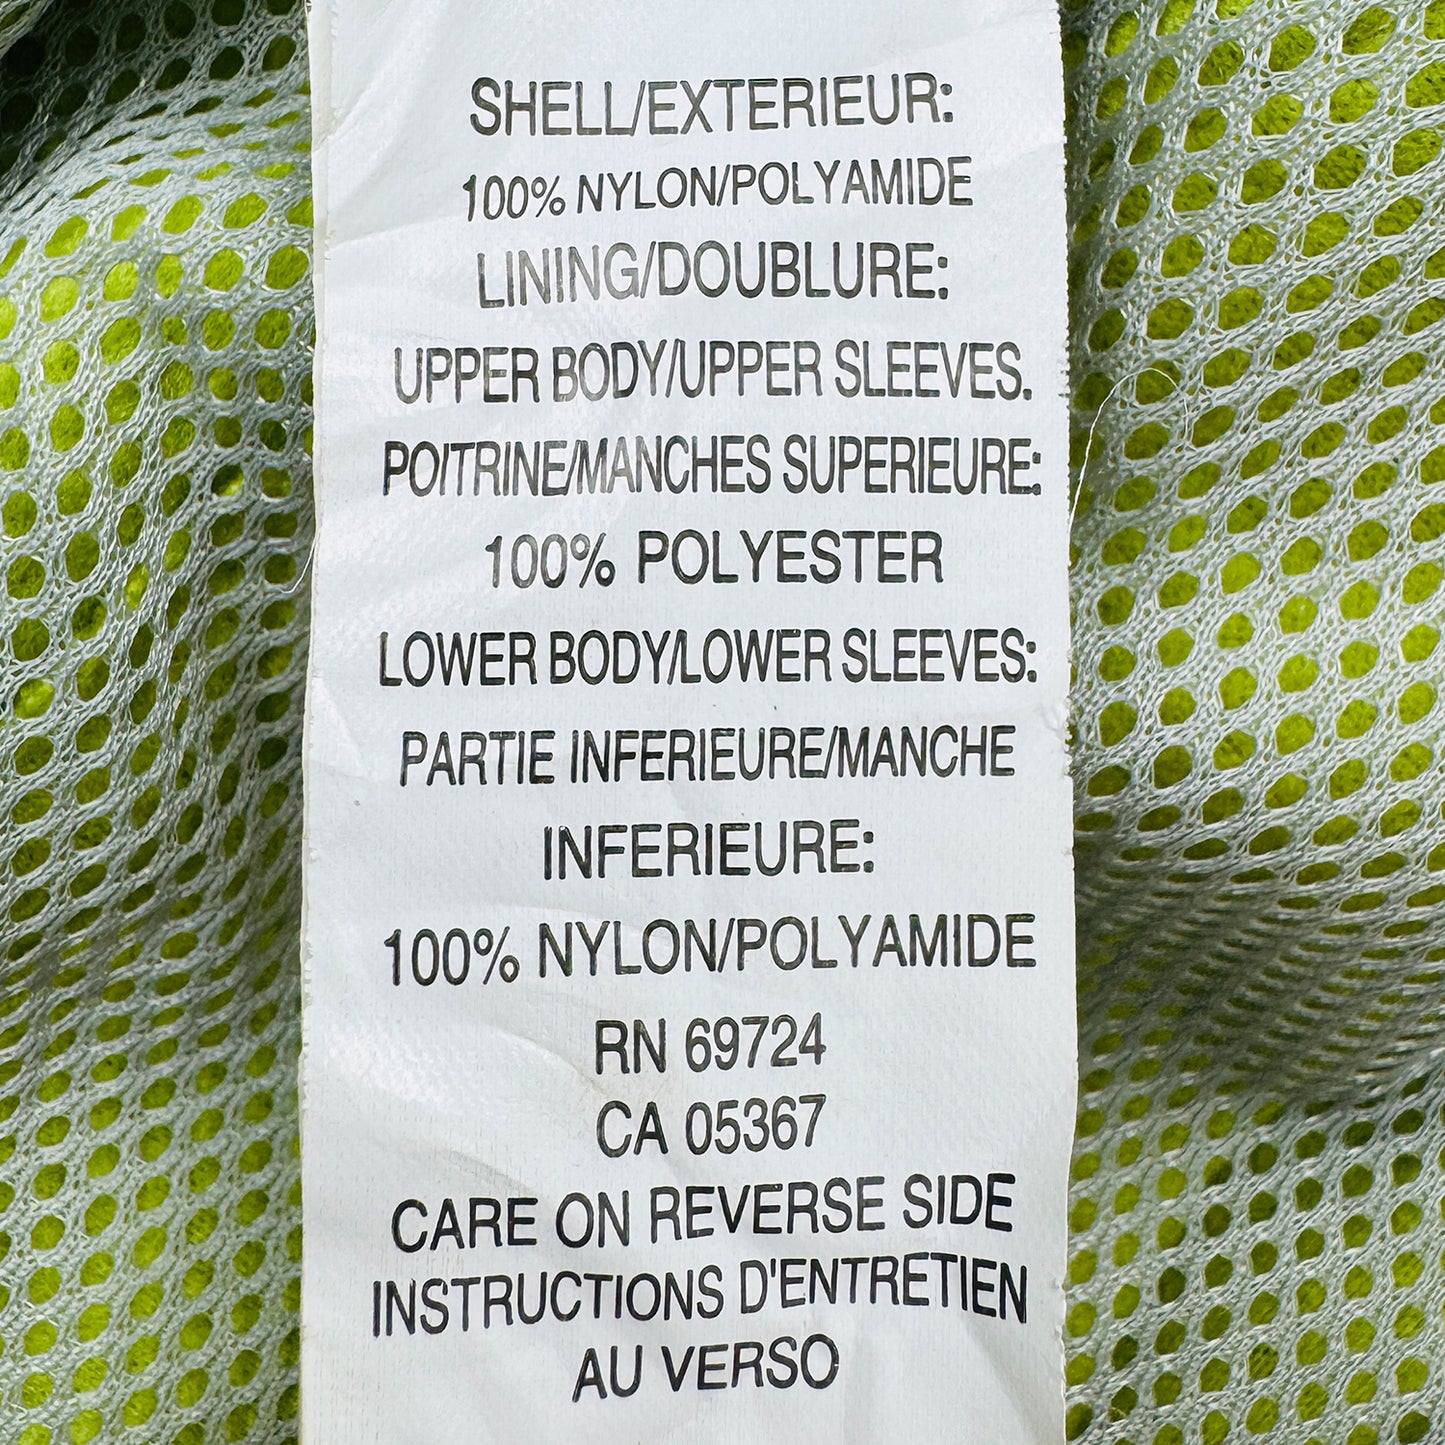 SHELL/EXTERIEUR:
100% NYLON/POLYAMIDE
LINING/DOUBLURE:
UPPER BODY/UPPER SLEEVES.
POITRINE/MANCHES SUPERIEURE:
100% POLYESTER
LOWER BODY/LOWER SLEEVES:
PARTIE INFERIEURE/MANCHE
INFERIEURE:
100% NYLON/POLYAMIDE
RN 69724
CA 05367
CARE ON REVERSE SIDE
INSTRUCTIONS D'ENTRETIEN
AU VERSO